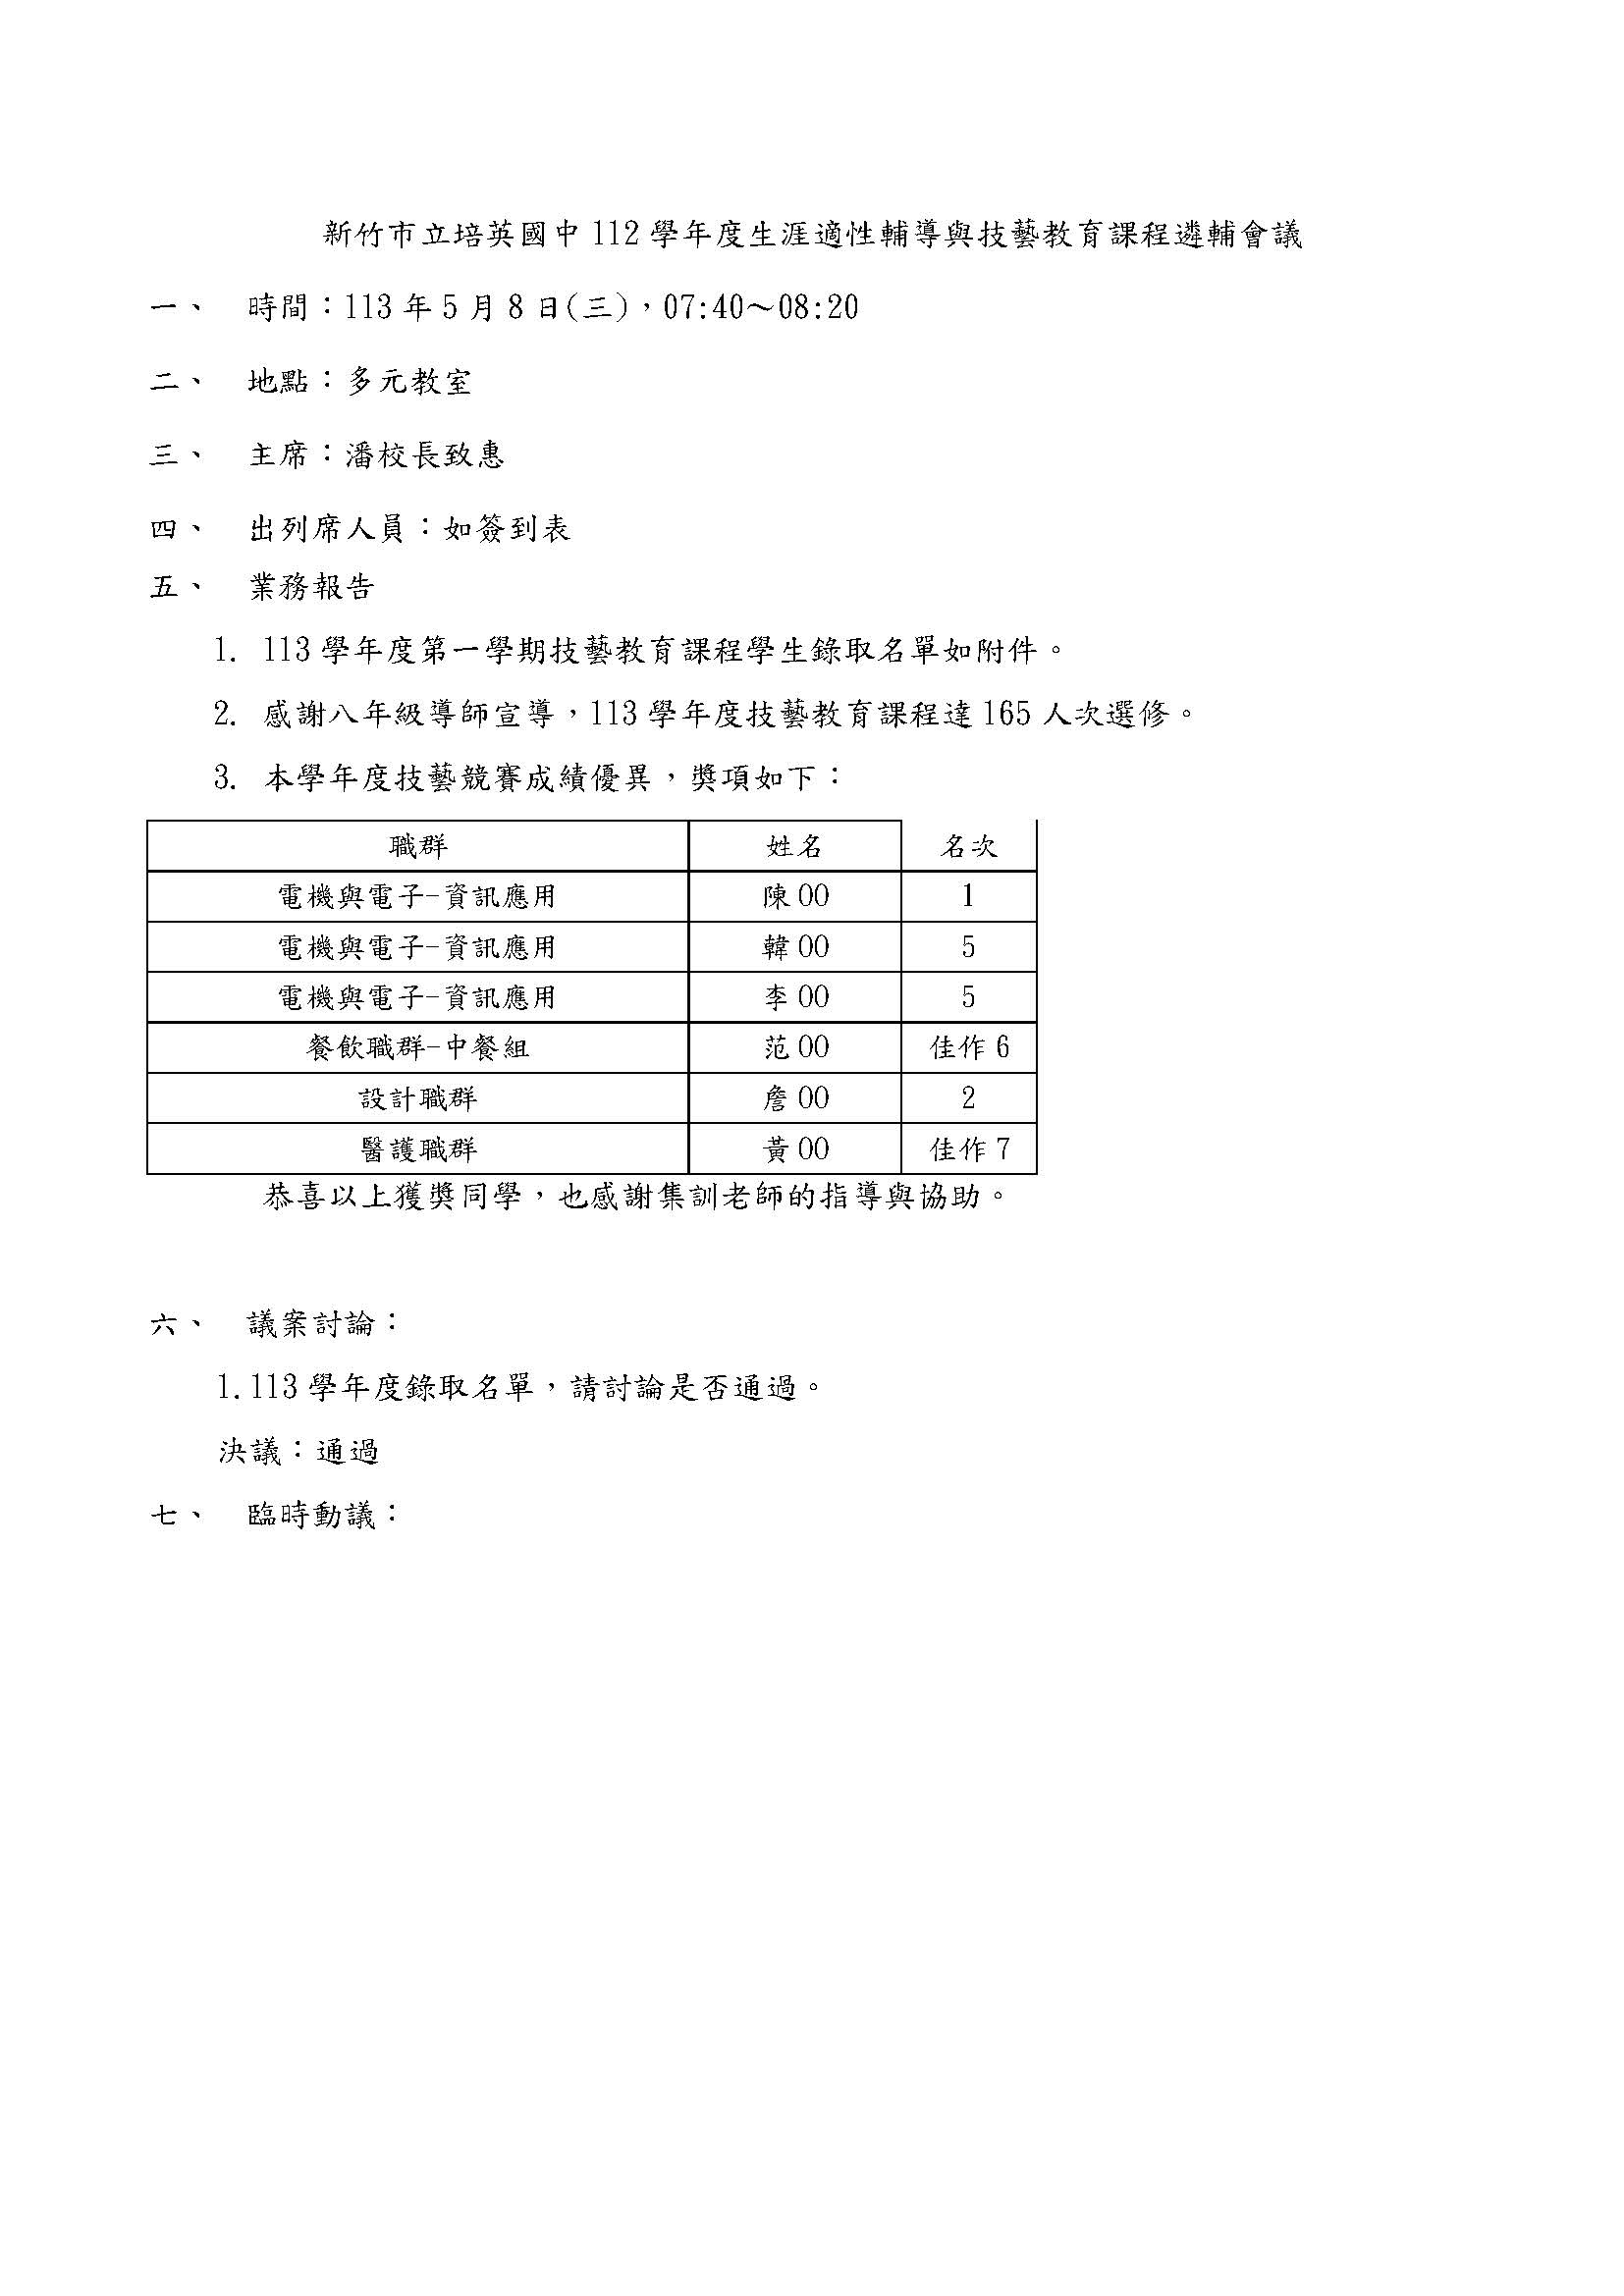 新竹市立培英國中 112 學年度生涯適性輔導與技藝教育課程遴輔會議
一、 時間：113 年 5 月 8 日(三)，07:40～08:20
二、 地點：多元教室
三、 主席：潘校長致惠
四、 出列席人員：如簽到表
五、 業務報告
1. 113 學年度第一學期技藝教育課程學生錄取名單如附件。
2. 感謝八年級導師宣導，113 學年度技藝教育課程達 165 人次選修。
3. 本學年度技藝競賽成績優異，獎項如下：
職群 姓名 名次
電機與電子-資訊應用 陳 OO 1
電機與電子-資訊應用 韓 OO 5
電機與電子-資訊應用 李 OO 5
餐飲職群-中餐組 范 OO 佳作 6
設計職群 詹 OO 2
醫護職群 黃 OO 佳作 7
恭喜以上獲獎同學，也感謝集訓老師的指導與協助。
六、 議案討論：
1.113 學年度錄取名單，請討論是否通過。
決議：通過
七、 臨時動議：